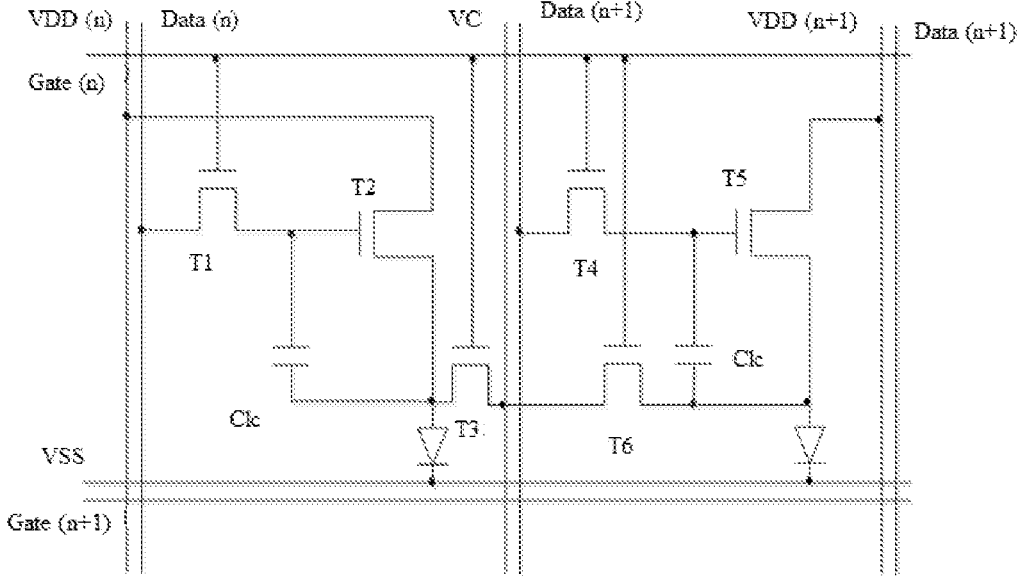 VDD (n)
Data (n)
VC
Data (n+1)
VDD (n+1)
Data (n+1)
Gate (n)
T2
T5
T1
T4
Clc
Clc
T3
T6
VSS
Gate (n+1)